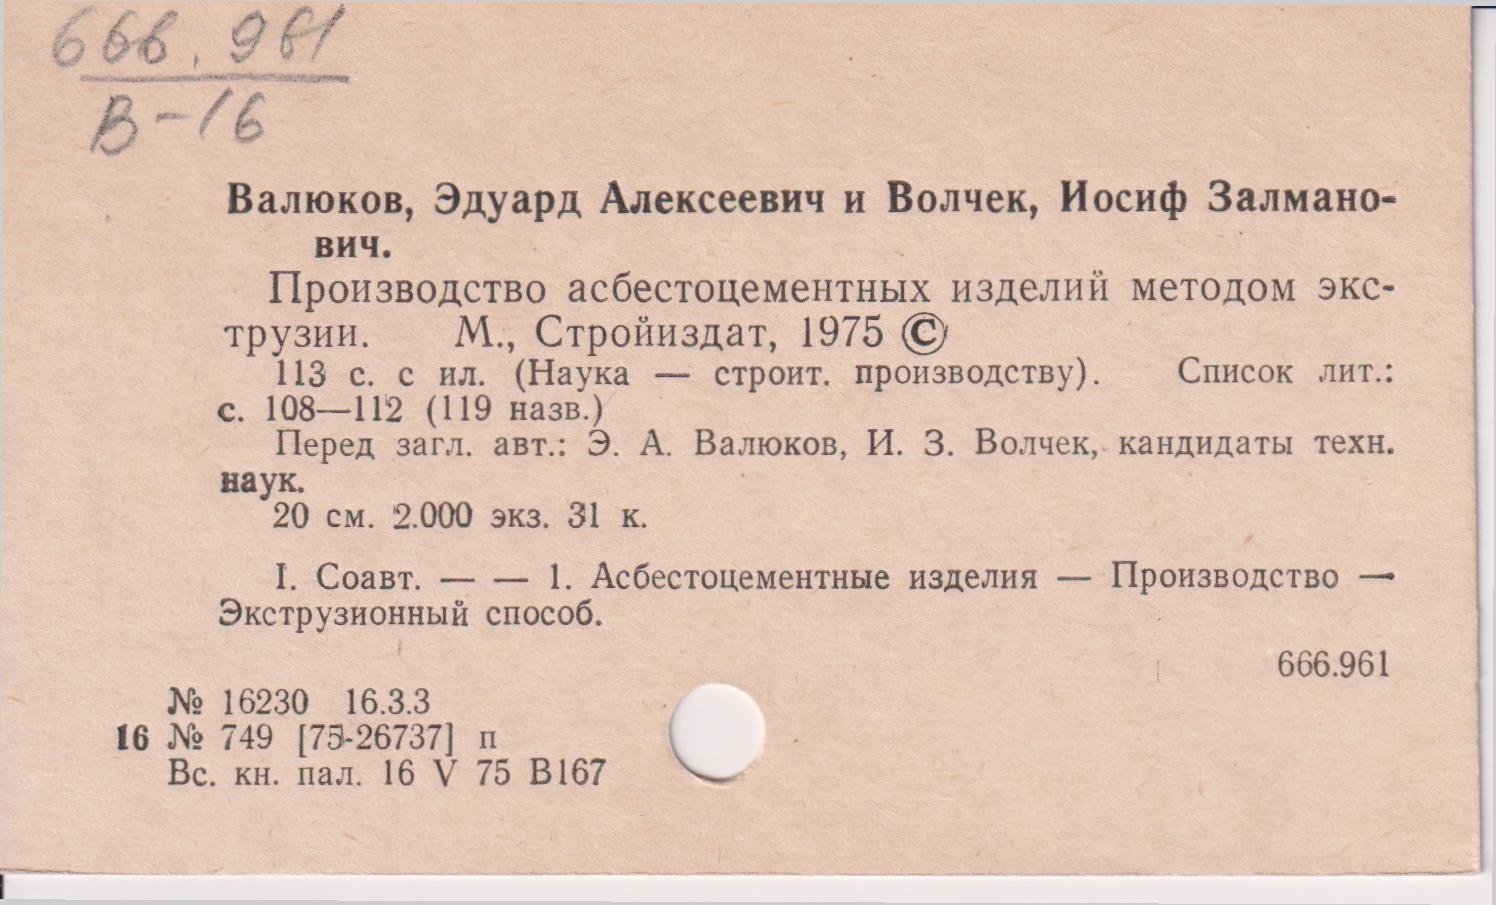 666.961
В-16
Валюков, Эдуард Алексеевич и Волчек, Иосиф Залмано-
вич.
Производство асбестоцементных изделий методом экс-
трузии. М., Стройиздат, 1975 ©
113 с. с ил. (Наука — строит. производству). Список лит.:
с. 108—112 (119 назв.)
Перед загл. авт.: Э. А. Валюков, И. З. Волчек, кандидаты техн.
наук.
20 см. 2.000 экз. 31 к.
I. Соавт. — — 1. Асбестоцементные изделия — Производство —
Экструзионный способ.
666.961
№ 16230 16.3.3
16 № 749 [75-26737] п
Вс. кн. пал. 16 V 75 В167